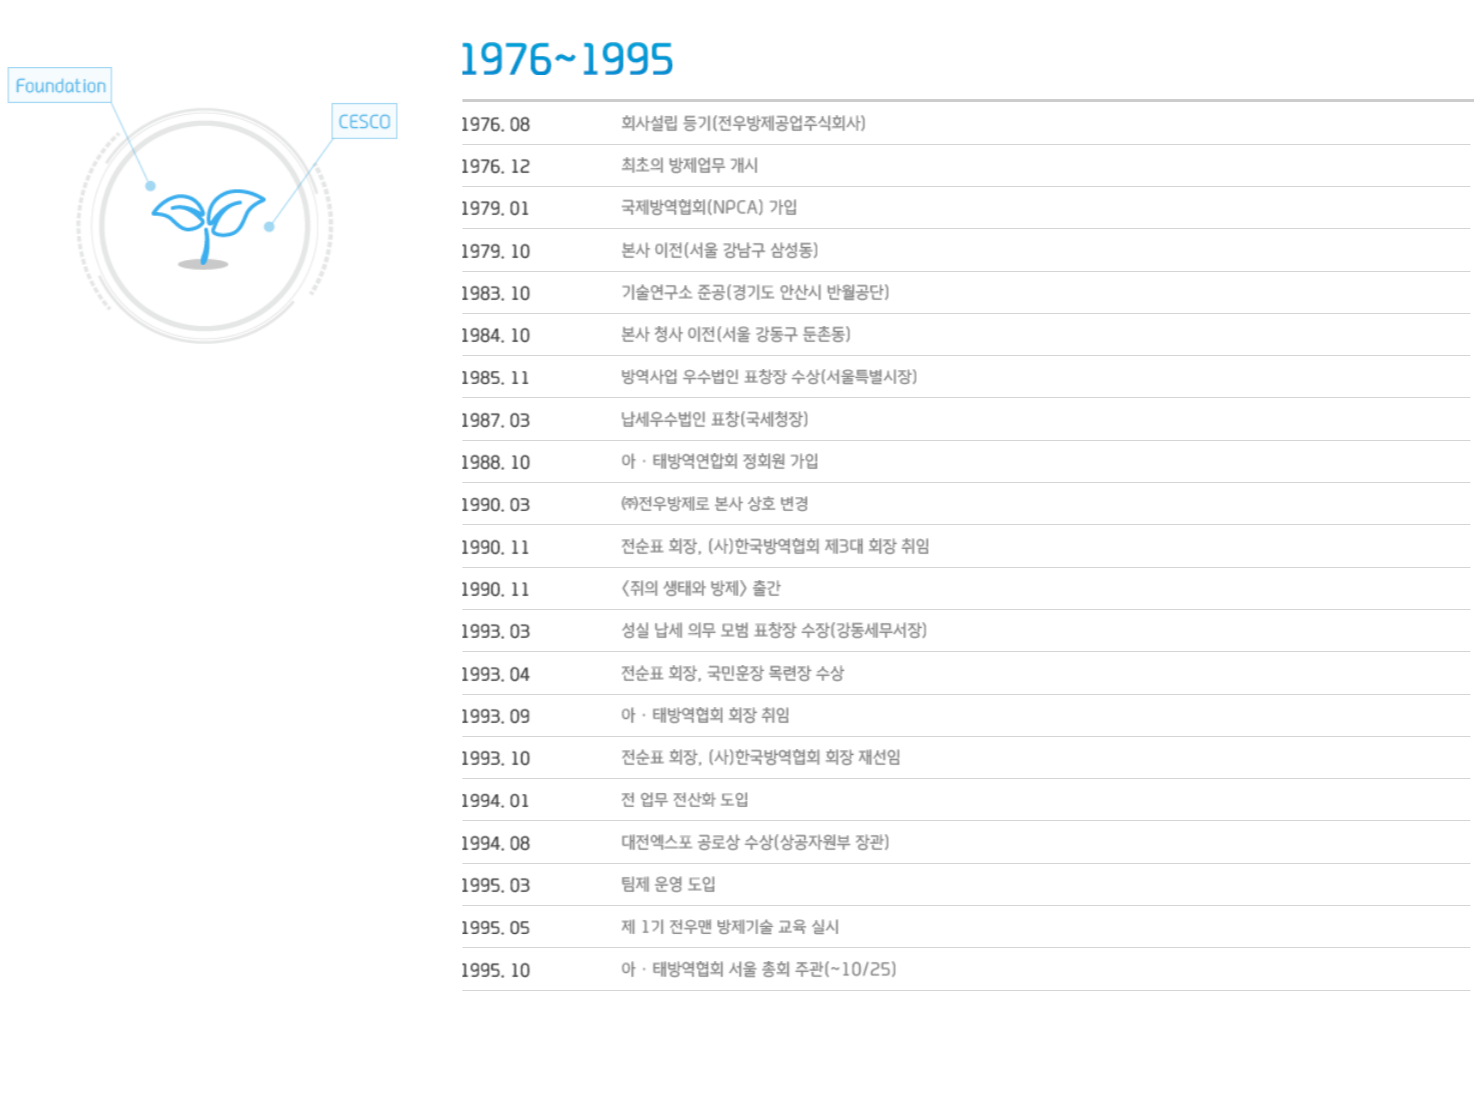 1976~1995
Foundation
CESCO
1976. 08 회사설립 등기(전우방제공업주식회사)
1976. 12 최초의 방제업무 개시
1979. 01 국제방역협회(NPCA) 가입
1979. 10 본사 이전(서울 강남구 삼성동)
1983. 10 기술연구소 준공(경기도 안산시 반월공단)
1984. 10 본사 청사 이전(서울 강동구 둔촌동)
1985. 11 방역사업 우수법인 표창장 수상(서울특별시장)
1987. 03 납세우수법인 표창(국세청장)
1988. 10 아 · 태방역연합회 정회원 가입
1990. 03 ㈜전우방제로 본사 상호 변경
1990. 11 전순표 회장, (사)한국방역협회 제3대 회장 취임
1990. 11 〈쥐의 생태와 방제〉 출간
1993. 03 성실 납세 의무 모범 표창장 수장(강동세무서장)
1993. 04 전순표 회장, 국민훈장 목련장 수상
1993. 09 아 · 태방역협회 회장 취임
1993. 10 전순표 회장, (사)한국방역협회 회장 재선임
1994. 01 전 업무 전산화 도입
1994. 08 대전엑스포 공로상 수상(상공자원부 장관)
1995. 03 팀제 운영 도입
1995. 05 제 1기 전우맨 방제기술 교육 실시
1995. 10 아 · 태방역협회 서울 총회 주관(~10/25)